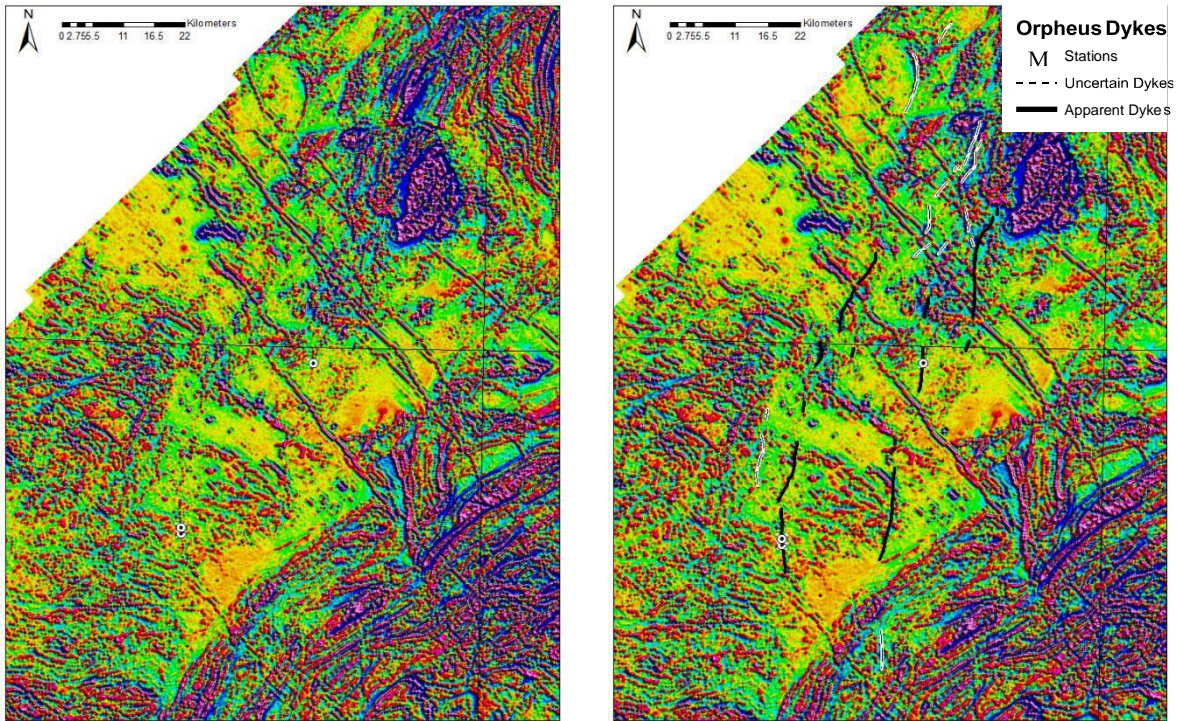 N
Kilometers
0 2.755.5 11 16.5 22
N
Kilometers
0 2.755.5 11 16.5 22
Orpheus Dykes
M Stations
Uncertain Dykes
Apparent Dykes